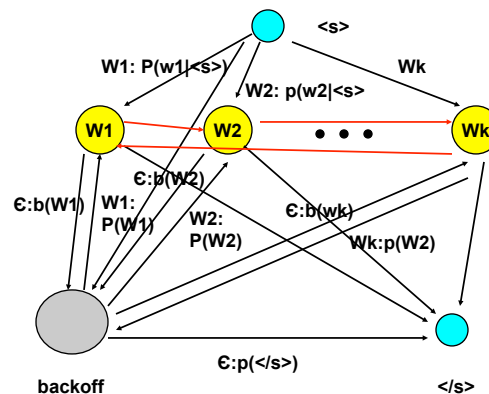 <s>
W1: P(w1|<s>)
Wk
W2: p(w2|<s>
W1
W2
• • •
Wk
Є:b(W2)
Є:b(W1)
W1:
P(W1)
W2:
P(W2)
Є:b(wk)
Wk:p(W2)
Є:p(</s>)
backoff
</s>